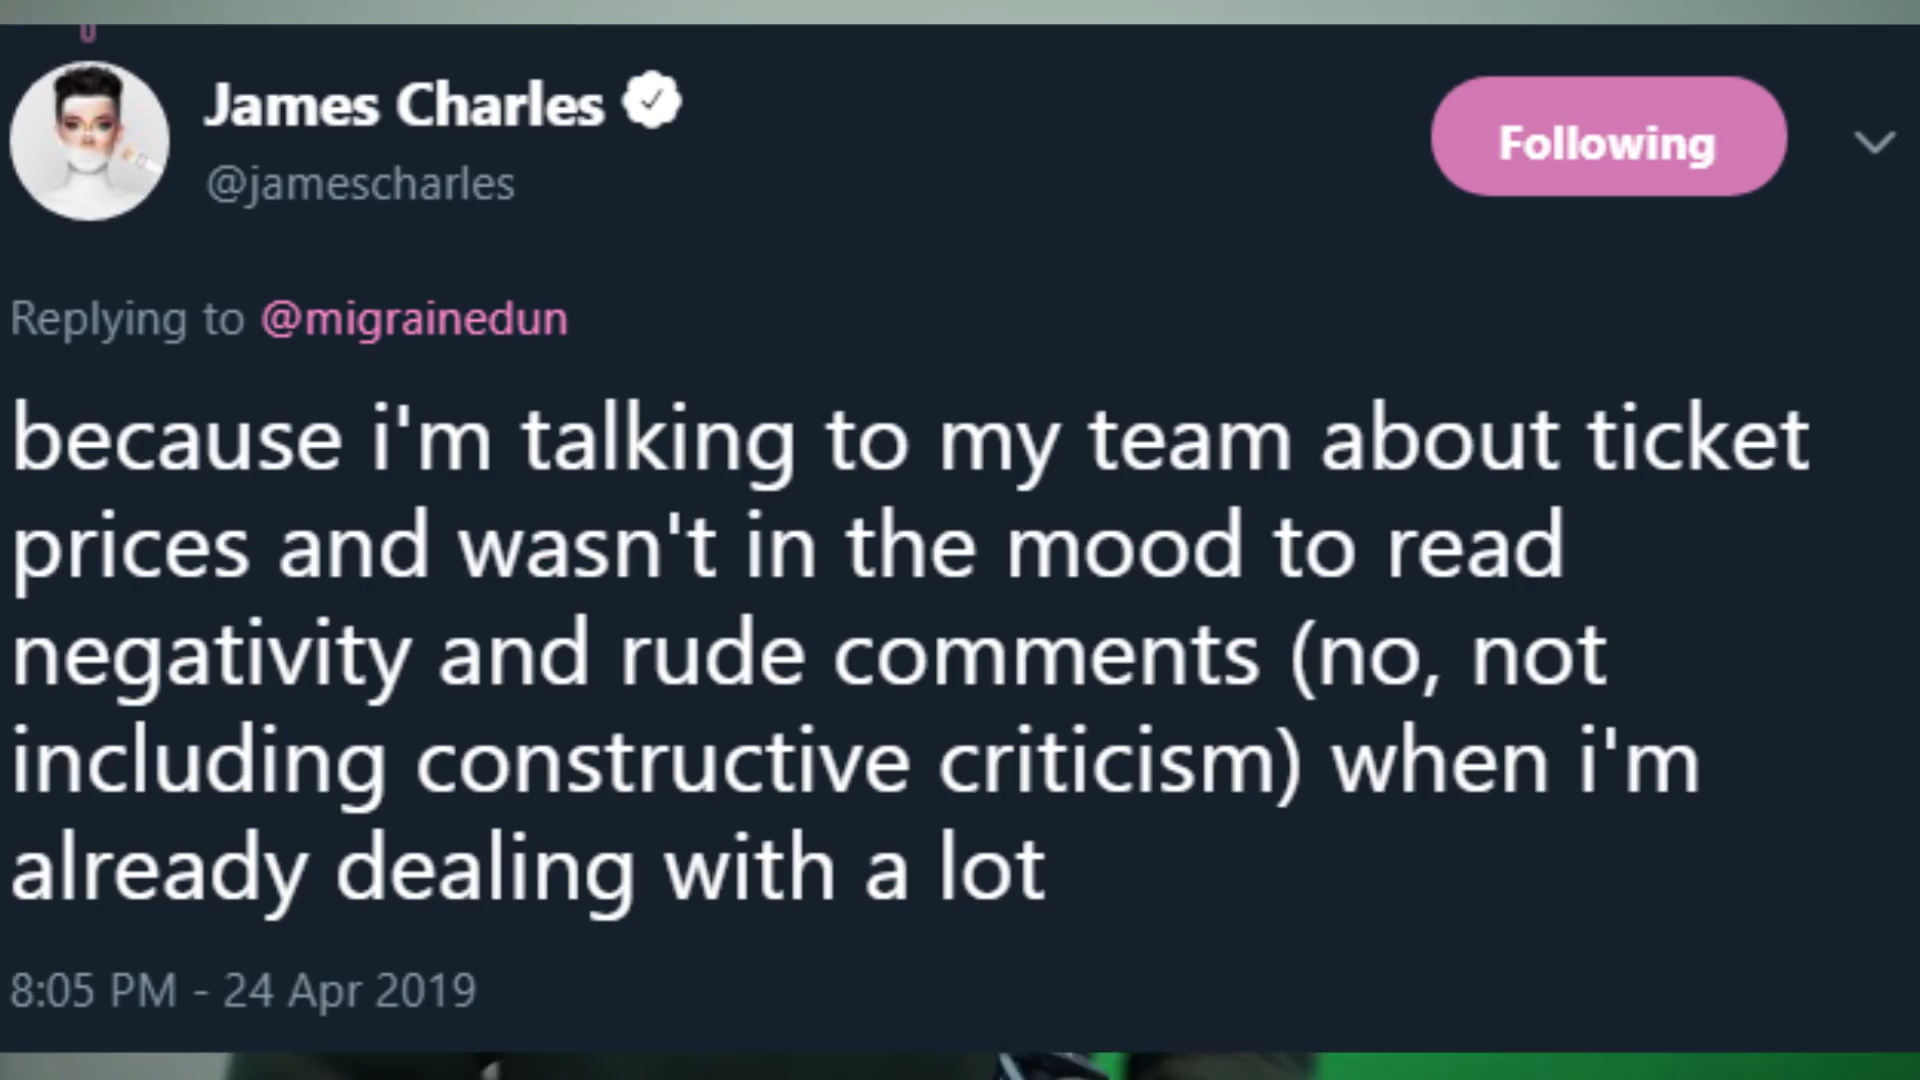 James Charles
@jamescharles
Following
Replying to @migrainedun
because i'm talking to my team about ticket
prices and wasn't in the mood to read
negativity and rude comments (no, not
including constructive criticism) when i'm
already dealing with a lot
8:05 PM - 24 Apr 2019